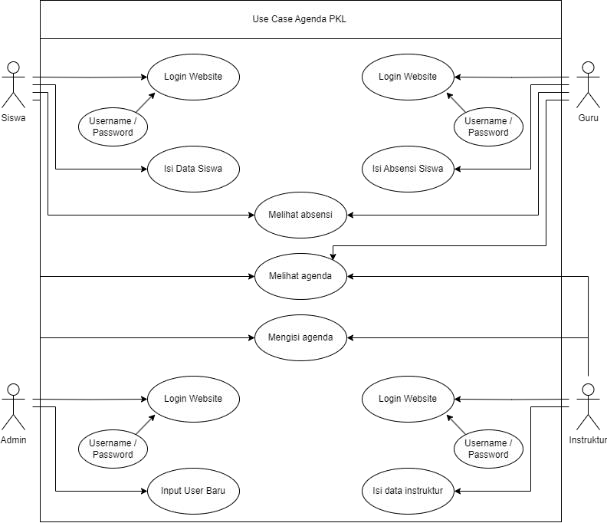 Use Case Agenda PKL
Login Website
Login Website
Siswa
Guru
Username /
Password
Username /
Password
Isi Data Siswa
Isi Absensi Siswa
Melihat absensi
Melihat agenda
Mengisi agenda
Login Website
Login Website
Admin
Instruktur
Username /
Password
Username /
Password
Input User Baru
Isi data instruktur